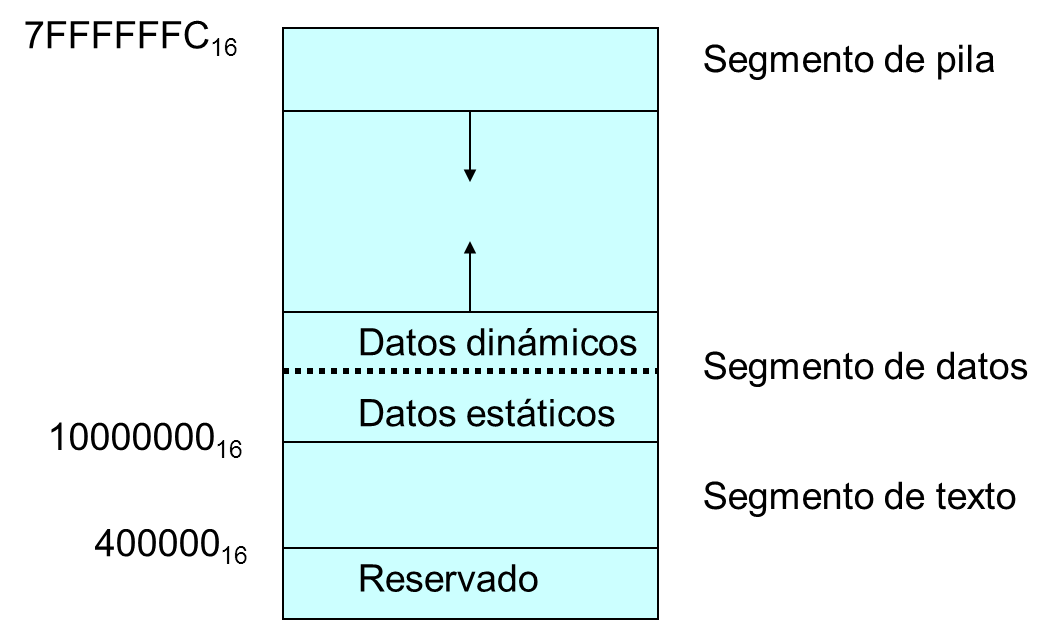 7FFFFFFC16
Segmento de pila
Datos dinámicos
Segmento de datos
Datos estáticos
1000000016
Segmento de texto
40000016
Reservado